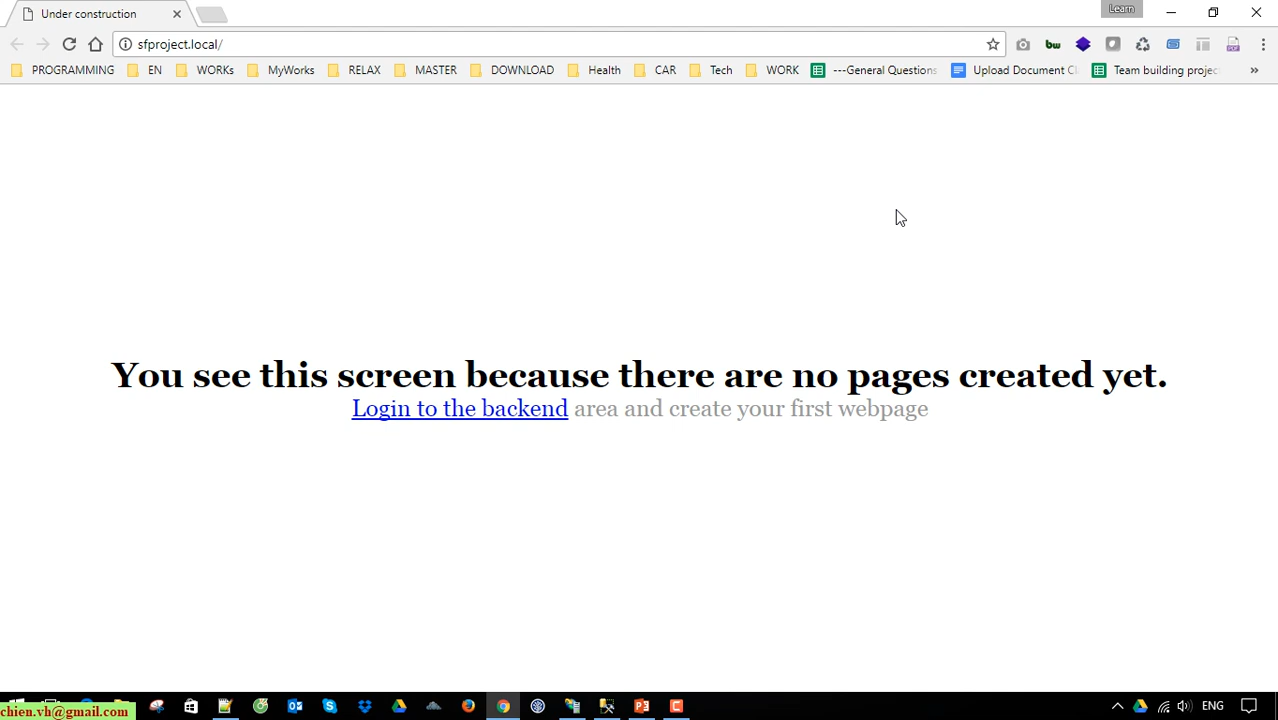 Under construction
Learn
sfproject.local/
PROGRAMMING EN WORKs MyWorks RELAX MASTER DOWNLOAD Health CAR Tech WORK ---General Questions Upload Document Team building projec
You see this screen because there are no pages created yet.
Login to the backend area and create your first webpage
ENG
chien.vh@gmail.com